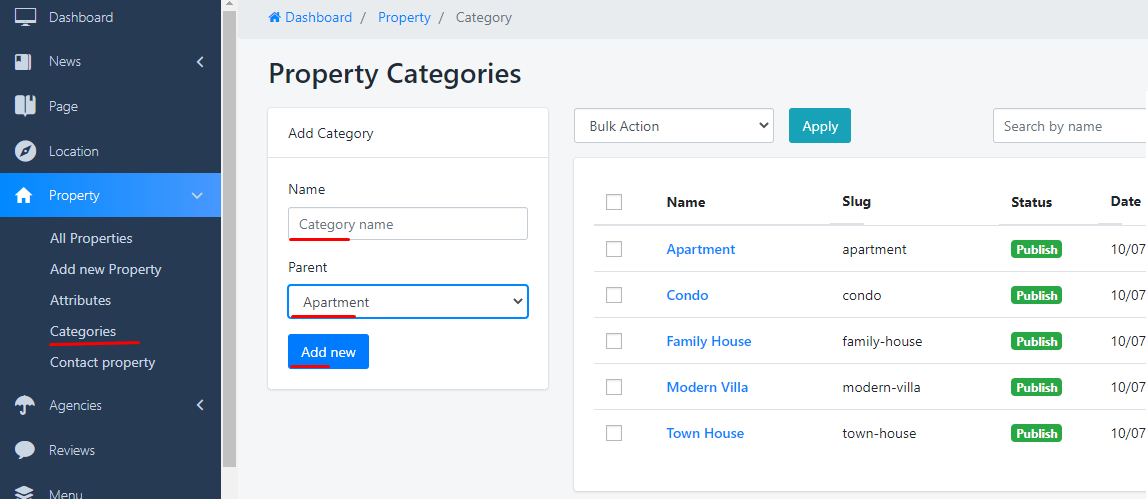 Dashboard
News
Page
Location
Property
All Properties
Add new Property
Attributes
Categories
Contact property
Agencies
Reviews
Menu
Dashboard / Property / Category
Property Categories
Add Category
Name
Category name
Parent
Apartment
Add new
Bulk Action
Apply
Search by name
Name Slug Status Date
Apartment apartment Publish 10/07
Condo condo Publish 10/07
Family House family-house Publish 10/07
Modern Villa modern-villa Publish 10/07
Town House town-house Publish 10/07